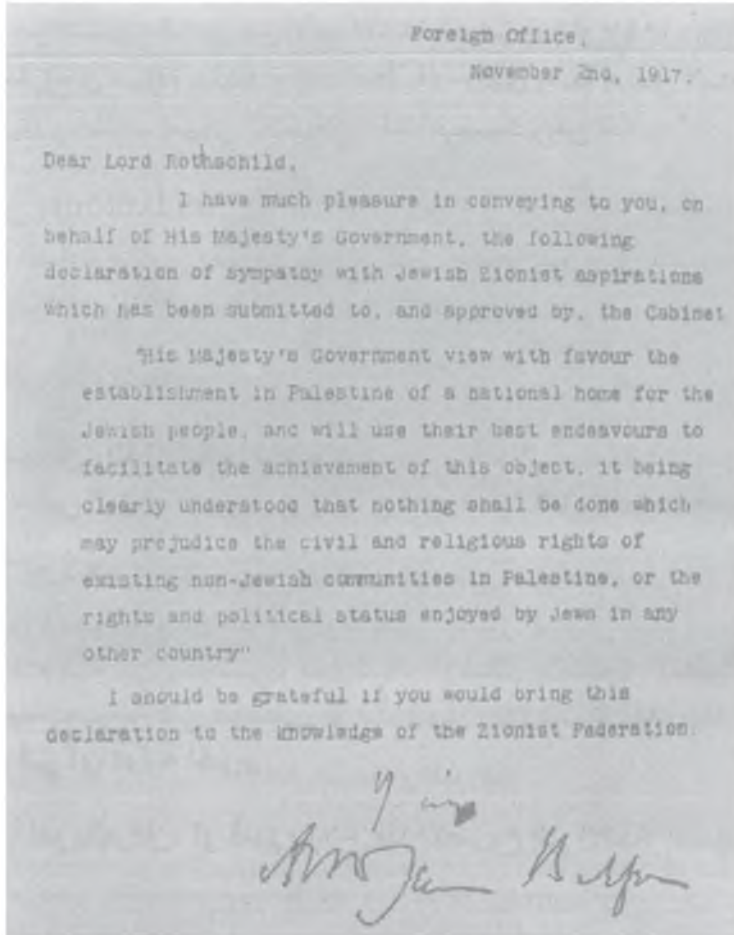 Foreign Office,
November 2nd, 1917.
Dear Lord Rothschild,
I have much pleasure in conveying to you, on
behalf of His Majesty's Government, the following
declaration of sympathy with Jewish Zionist aspirations
which has been submitted to, and approved by, the Cabinet
"His Majesty's Government view with favour the
establishment in Palestine of a national home for the
Jewish people, and will use their best endeavours to
facilitate the achievement of this object, it being
clearly understood that nothing shall be done which
may prejudice the civil and religious rights of
existing non-Jewish communities in Palestine, or the
rights and political status enjoyed by Jews in any
other country"
I should be grateful if you would bring this
declaration to the knowledge of the Zionist Federation.
Arthur James Balfour